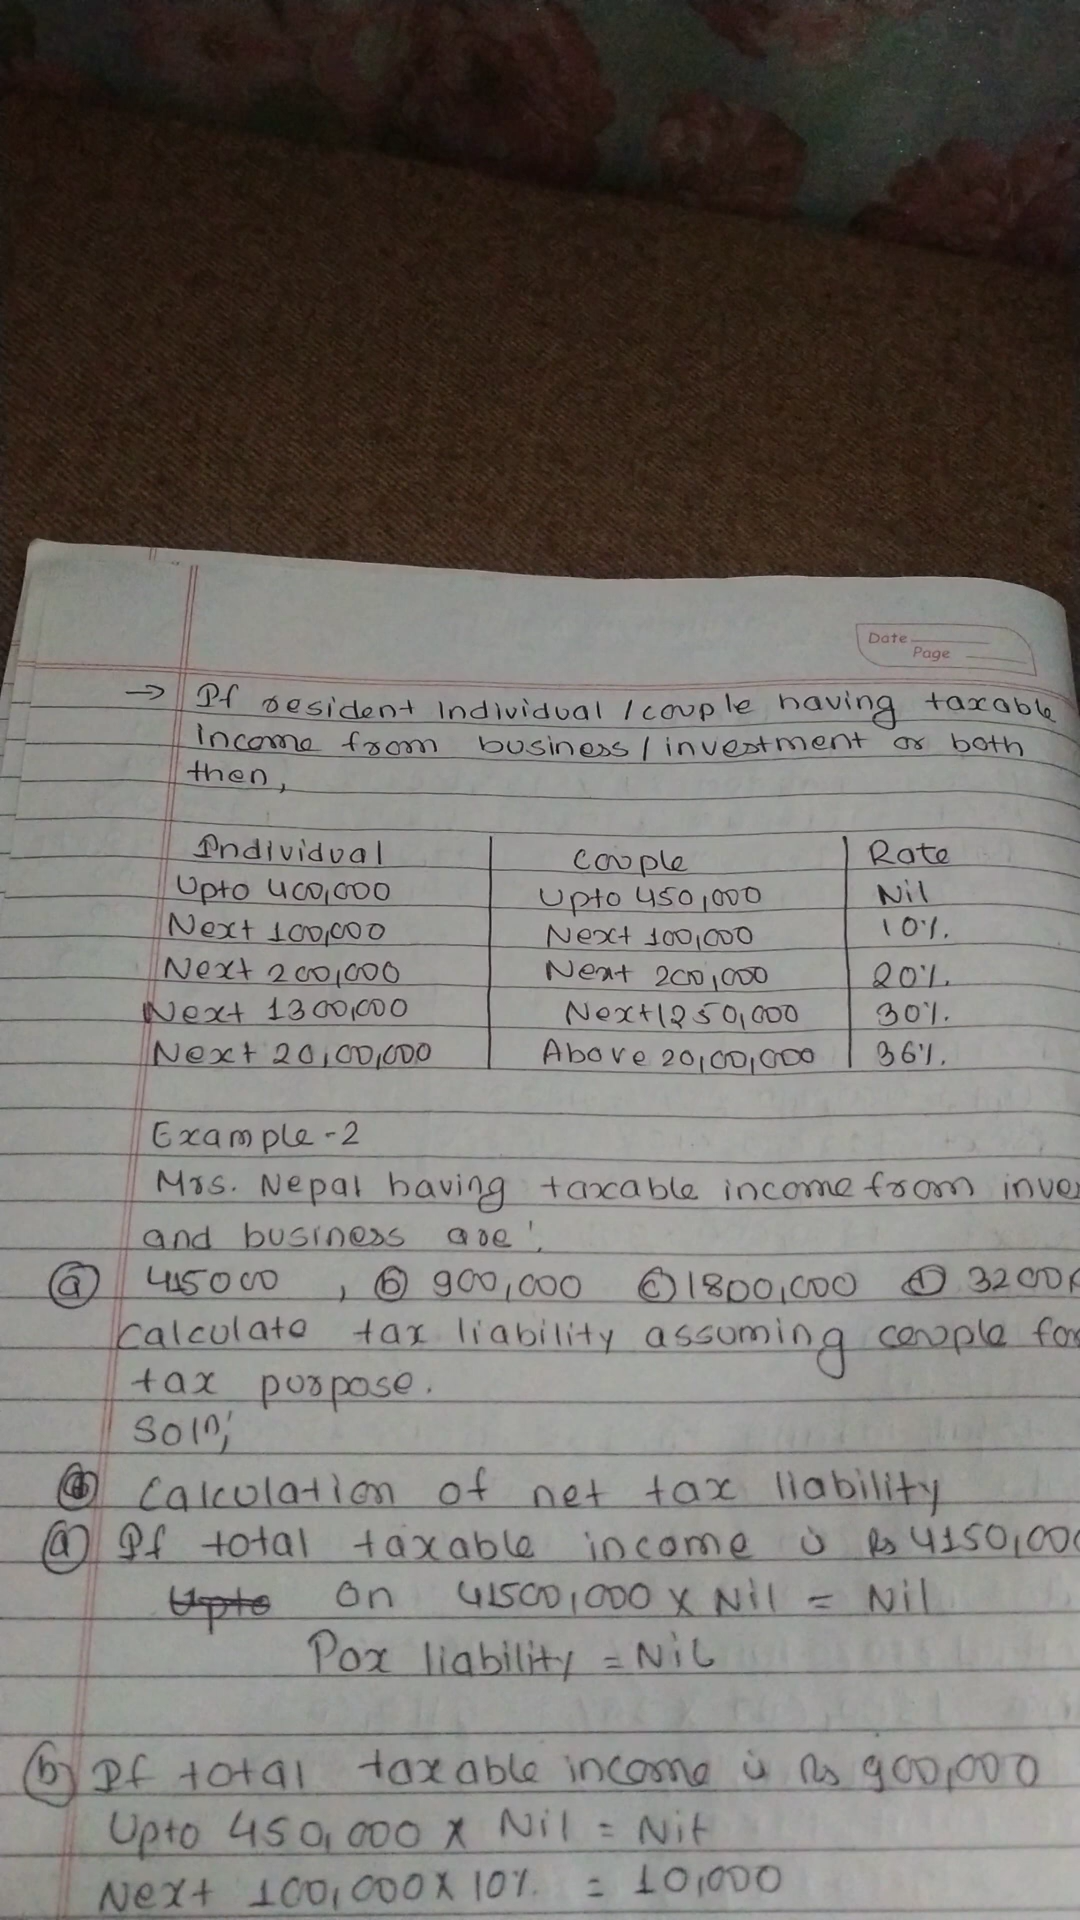 Date
Page
→ If resident Individual / couple having taxable
income from business / investment or both
then,
Individual Couple Rate
Upto 400,000 Upto 450,000 Nil
Next 100,000 Next 100,000 10%.
Next 200,000 Next 200,000 20%.
Next 1300,000 Next 1250,000 30%.
Next 20,00,000 Above 20,00,000 36%.
Example-2
Mrs. Nepal having taxable income from inve
and business are:
(a) 415000 , (b) 900,000 (c) 1800,000 (d) 3200
Calculate tax liability assuming couple for
tax purpose.
Soln;
Calculation of net tax liability
(a) If total taxable income is Rs 4150,00
Upto on 41500,000 x Nil = Nil
Pax liability = Nil
(b) If total taxable income is Rs 900,000
Upto 450,000 x Nil = Nil
Next 100,000 x 10%. = 10,000